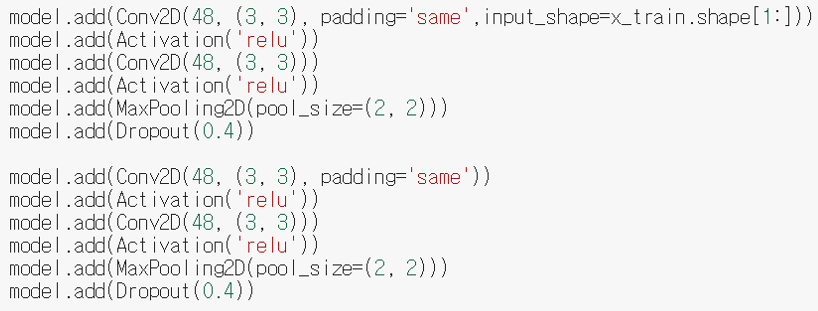 model.add(Conv2D(48, (3, 3), padding='same',input_shape=x_train.shape[1:]))
model.add(Activation('relu'))
model.add(Conv2D(48, (3, 3)))
model.add(Activation('relu'))
model.add(MaxPooling2D(pool_size=(2, 2)))
model.add(Dropout(0.4))

model.add(Conv2D(48, (3, 3), padding='same'))
model.add(Activation('relu'))
model.add(Conv2D(48, (3, 3)))
model.add(Activation('relu'))
model.add(MaxPooling2D(pool_size=(2, 2)))
model.add(Dropout(0.4))